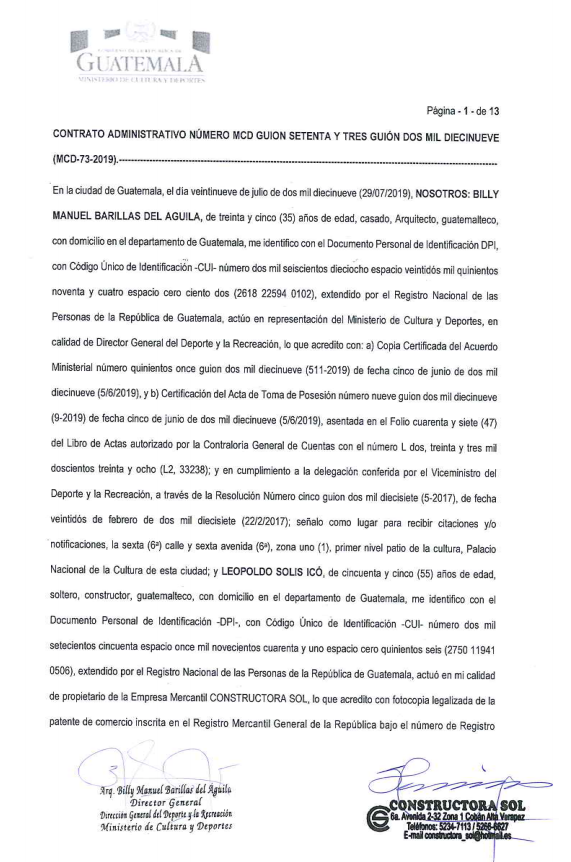 GOBIERNO DE LA REPÚBLICA DE
GUATEMALA
MINISTERIO DE CULTURA Y DEPORTES
Página - 1 - de 13
CONTRATO ADMINISTRATIVO NÚMERO MCD GUION SETENTA Y TRES GUIÓN DOS MIL DIECINUEVE
(MCD-73-2019).------------------------------------------------------------
En la ciudad de Guatemala, el día veintinueve de julio de dos mil diecinueve (29/07/2019), NOSOTROS: BILLY
MANUEL BARILLAS DEL AGUILA, de treinta y cinco (35) años de edad, casado, Arquitecto, guatemalteco,
con domicilio en el departamento de Guatemala, me identifico con el Documento Personal de Identificación DPI,
con Código Único de Identificación -CUI- número dos mil seiscientos dieciocho espacio veintidós mil quinientos
noventa y cuatro espacio cero ciento dos (2618 22594 0102), extendido por el Registro Nacional de las
Personas de la República de Guatemala, actúo en representación del Ministerio de Cultura y Deportes, en
calidad de Director General del Deporte y la Recreación, lo que acredito con: a) Copia Certificada del Acuerdo
Ministerial número quinientos once guion dos mil diecinueve (511-2019) de fecha cinco de junio de dos mil
diecinueve (5/6/2019), y b) Certificación del Acta de Toma de Posesión número nueve guion dos mil diecinueve
(9-2019) de fecha cinco de junio de dos mil diecinueve (5/6/2019), asentada en el Folio cuarenta y siete (47)
del Libro de Actas autorizado por la Contraloría General de Cuentas con el número L dos, treinta y tres mil
doscientos treinta y ocho (L2, 33238); y en cumplimiento a la delegación conferida por el Viceministro del
Deporte y la Recreación, a través de la Resolución Número cinco guion dos mil diecisiete (5-2017), de fecha
veintidós de febrero de dos mil diecisiete (22/2/2017); señalo como lugar para recibir citaciones y/o
notificaciones, la sexta (6ª) calle y sexta avenida (6ª), zona uno (1), primer nivel patio de la cultura, Palacio
Nacional de la Cultura de esta ciudad; y LEOPOLDO SOLIS ICÓ, de cincuenta y cinco (55) años de edad,
soltero, constructor, guatemalteco, con domicilio en el departamento de Guatemala, me identifico con el
Documento Personal de Identificación -DPI-, con Código Único de Identificación -CUI- número dos mil
setecientos cincuenta espacio once mil novecientos cuarenta y uno espacio cero quinientos seis (2750 11941
0506), extendido por el Registro Nacional de las Personas de la República de Guatemala, actuó en mi calidad
de propietario de la Empresa Mercantil CONSTRUCTORA SOL, lo que acredito con fotocopia legalizada de la
patente de comercio inscrita en el Registro Mercantil General de la República bajo el número de Registro
Arq. Billy Manuel Barillas del Águila
Director General
Dirección General del Deporte y la Recreación
Ministerio de Cultura y Deportes
CONSTRUCTORA SOL
6a. Avenida 2-32 Zona 1 Cobán Alta Verapaz
Teléfonos: 5234-7113 / 5266-6627
E-mail constructora_sol@hotmail.es